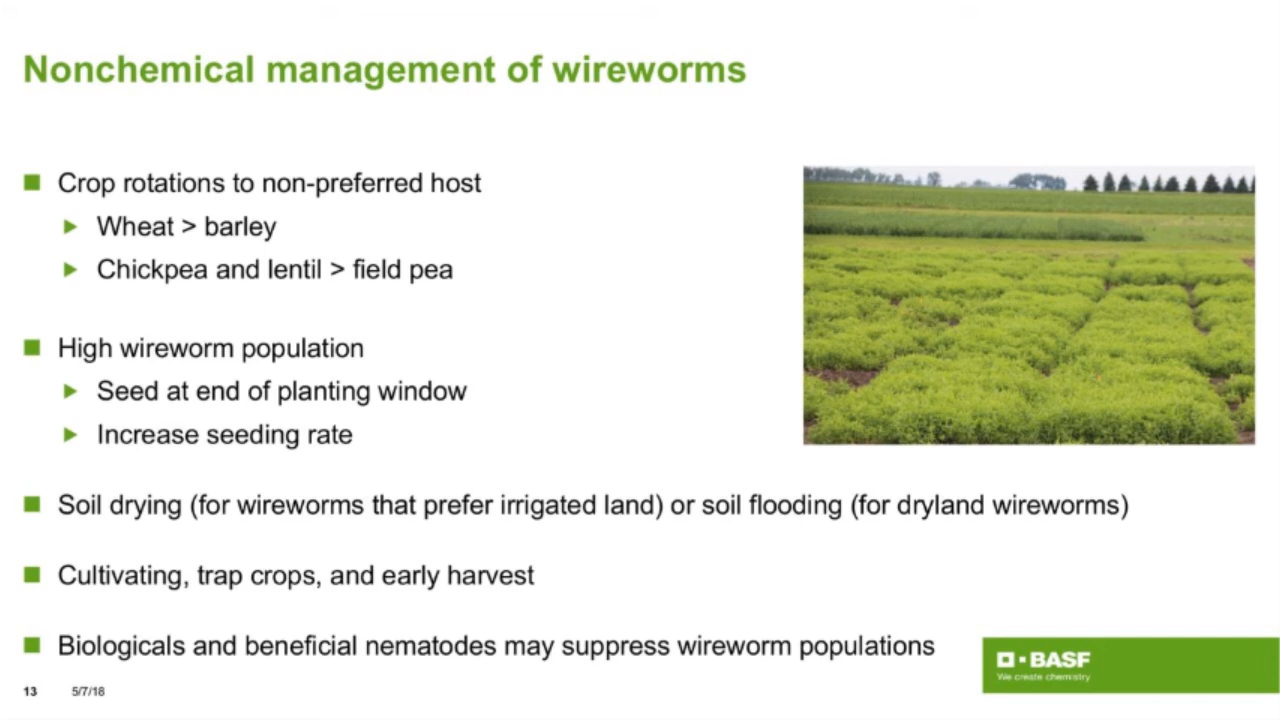 Nonchemical management of wireworms
Crop rotations to non-preferred host
Wheat > barley
Chickpea and lentil > field pea
High wireworm population
Seed at end of planting window
Increase seeding rate
Soil drying (for wireworms that prefer irrigated land) or soil flooding (for dryland wireworms)
Cultivating, trap crops, and early harvest
Biologicals and beneficial nematodes may suppress wireworm populations
BASF
We create chemistry
13 5/7/18